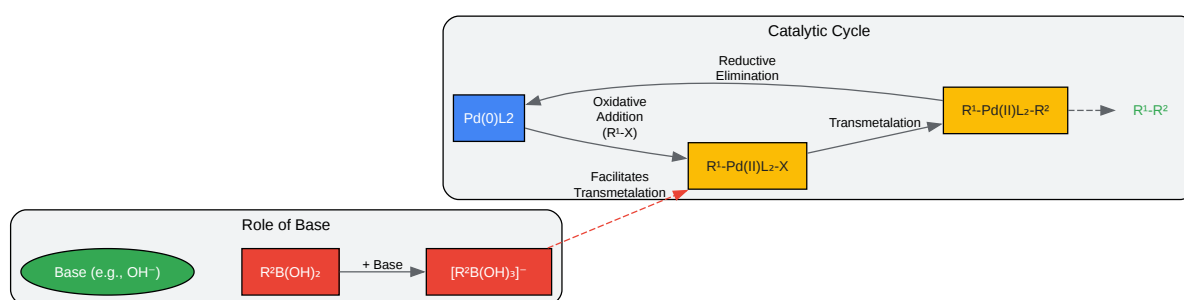 Catalytic Cycle
Reductive
Elimination
Pd(0)L2
Oxidative
Addition
(R¹-X)
R¹-Pd(II)L₂-X
Transmetalation
R¹-Pd(II)L₂-R²
R¹-R²
Facilitates
Transmetalation
Role of Base
Base (e.g., OH⁻)
R²B(OH)₂
+ Base
[R²B(OH)₃]⁻